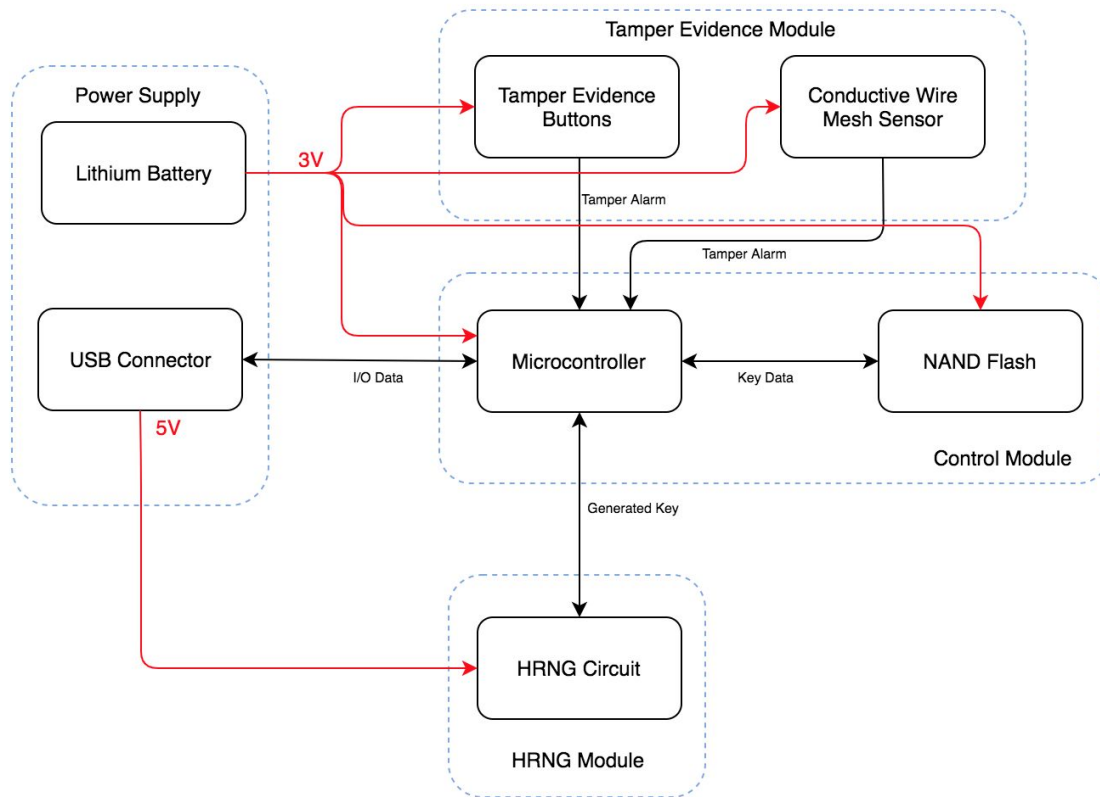 Tamper Evidence Module
Power Supply
Tamper Evidence
Buttons
Conductive Wire
Mesh Sensor
Lithium Battery
3V
Tamper Alarm
Tamper Alarm
USB Connector
I/O Data
Microcontroller
Key Data
NAND Flash
5V
Control Module
Generated Key
HRNG Circuit
HRNG Module